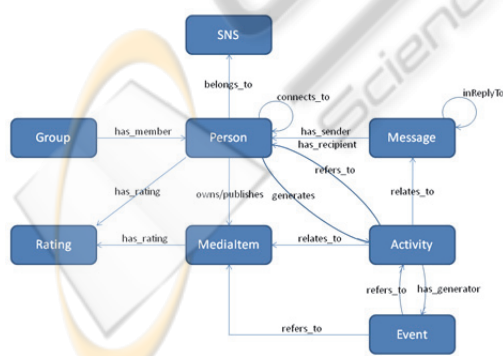 SNS
belongs_to
connects_to
inReplyTo
Group
has_member
Person
has_sender
has_recipient
Message
refers_to
has_rating
owns/publishes
generates
relates_to
Rating
has_rating
MediaItem
relates_to
Activity
refers_to
has_generator
refers_to
Event
Scienc